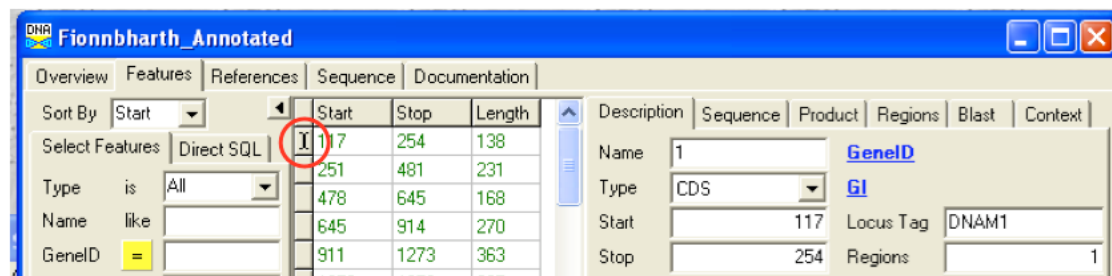 DNA Fionnbharth_Annotated
Overview Features References Sequence Documentation
Sort By Start Start Stop Length Description Sequence Product Regions Blast Context
Select Features Direct SQL 117 254 138 Name 1 GeneID
Type is All 251 481 231 Type CDS GI
478 645 168
Name like 645 914 270 Start 117 Locus Tag DNAM1
GeneID = 911 1273 363 Stop 254 Regions 1